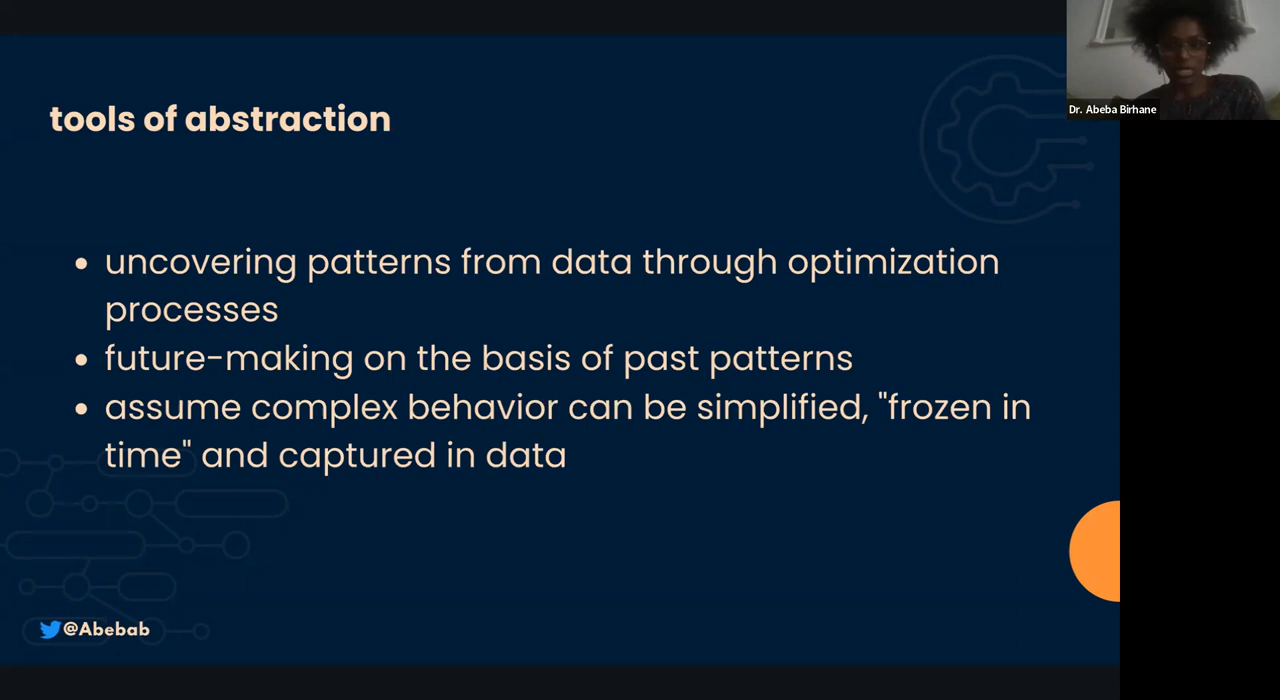 Dr. Abeba Birhane
tools of abstraction
• uncovering patterns from data through optimization
processes
• future-making on the basis of past patterns
• assume complex behavior can be simplified, "frozen in
time" and captured in data
@Abebab